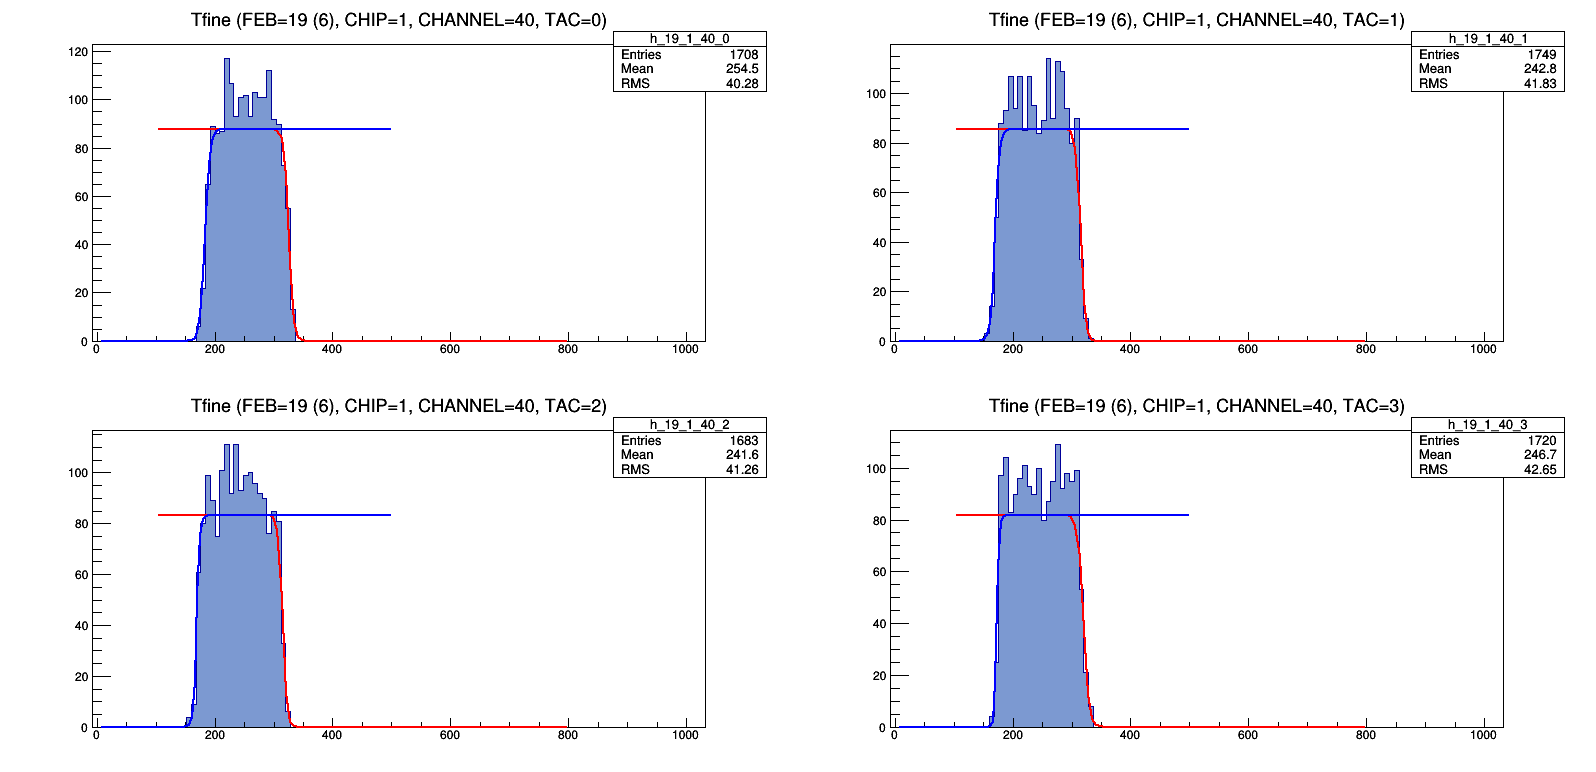 Tfine (FEB=19 (6), CHIP=1, CHANNEL=40, TAC=0)
h_19_1_40_0
Entries 1708
Mean 254.5
RMS 40.28
120
100
80
60
40
20
0
0 200 400 600 800 1000
Tfine (FEB=19 (6), CHIP=1, CHANNEL=40, TAC=1)
h_19_1_40_1
Entries 1749
Mean 242.8
RMS 41.83
100
80
60
40
20
0
0 200 400 600 800 1000
Tfine (FEB=19 (6), CHIP=1, CHANNEL=40, TAC=2)
h_19_1_40_2
Entries 1683
Mean 241.6
RMS 41.26
100
80
60
40
20
0
0 200 400 600 800 1000
Tfine (FEB=19 (6), CHIP=1, CHANNEL=40, TAC=3)
h_19_1_40_3
Entries 1720
Mean 246.7
RMS 42.65
100
80
60
40
20
0
0 200 400 600 800 1000